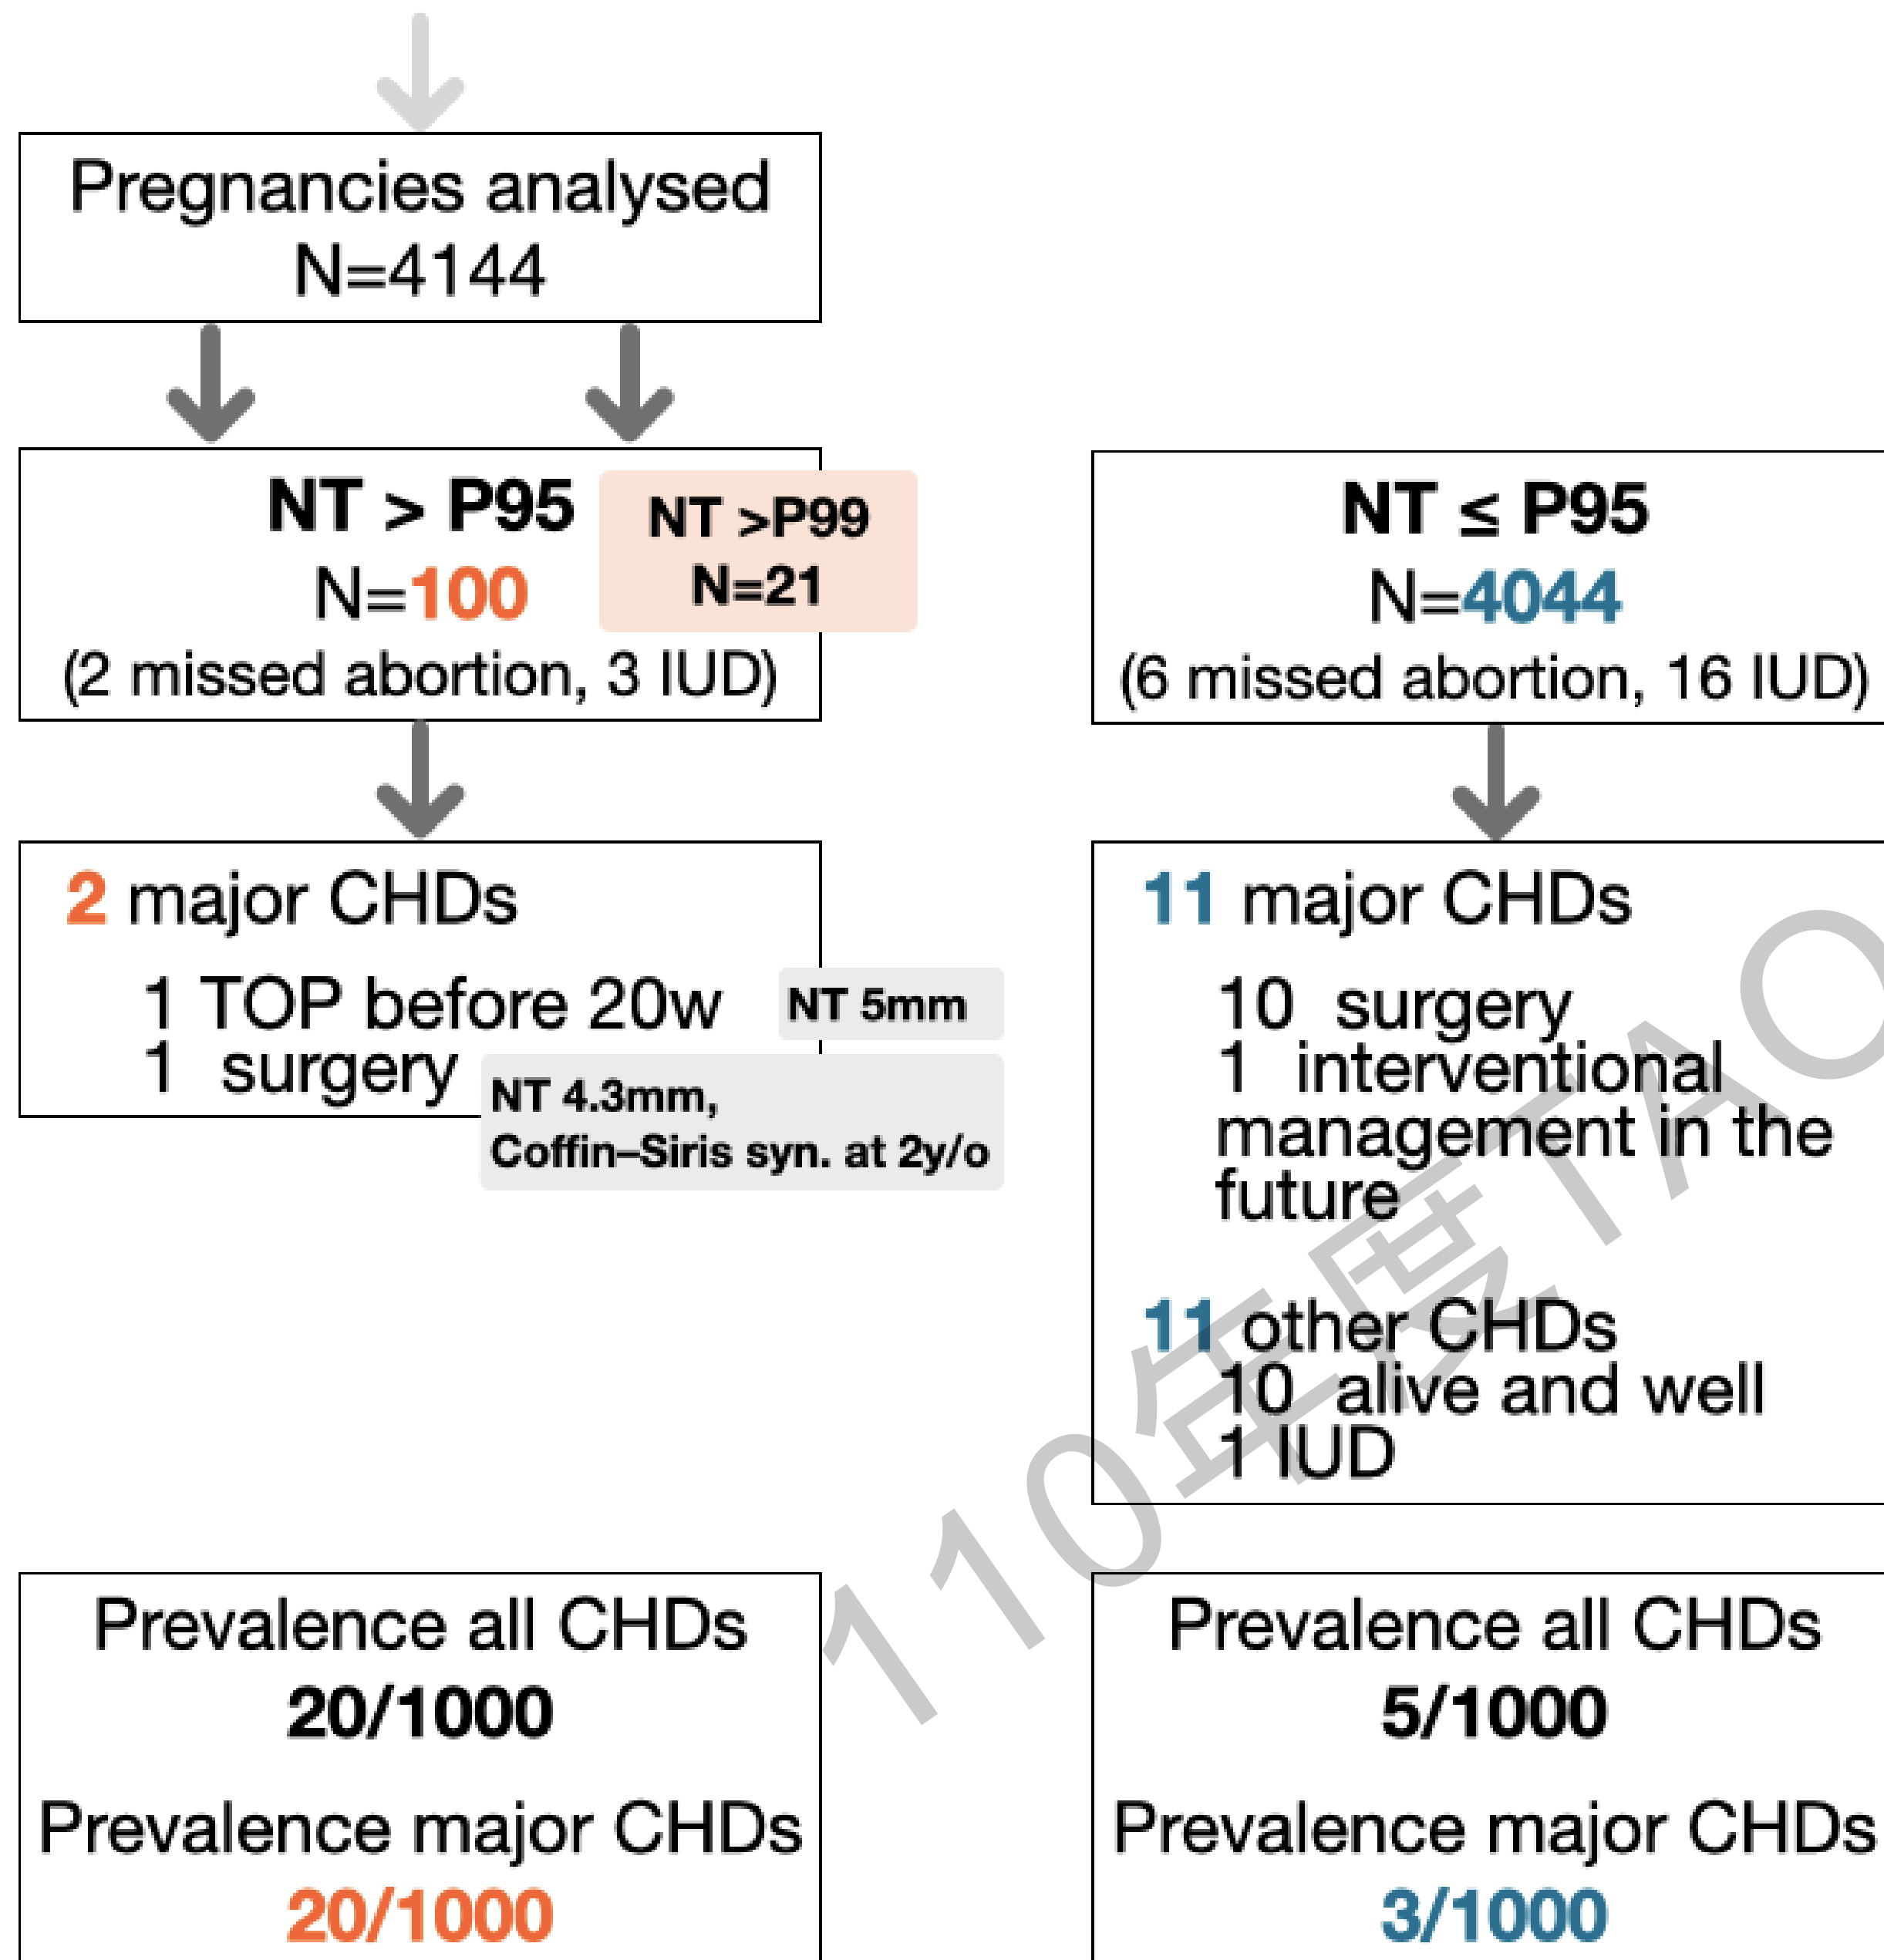 Pregnancies analysed
N=4144
NT > P95
N=100
(2 missed abortion, 3 IUD)
NT >P99
N=21
NT ≤ P95
N=4044
(6 missed abortion, 16 IUD)
2 major CHDs
1 TOP before 20w
1 surgery
NT 5mm
NT 4.3mm,
Coffin–Siris syn. at 2y/o
11 major CHDs
10 surgery
1 interventional
management in the
future
11 other CHDs
10 alive and well
1 IUD
Prevalence all CHDs
20/1000
Prevalence major CHDs
20/1000
Prevalence all CHDs
5/1000
Prevalence major CHDs
3/1000
110年度TAO